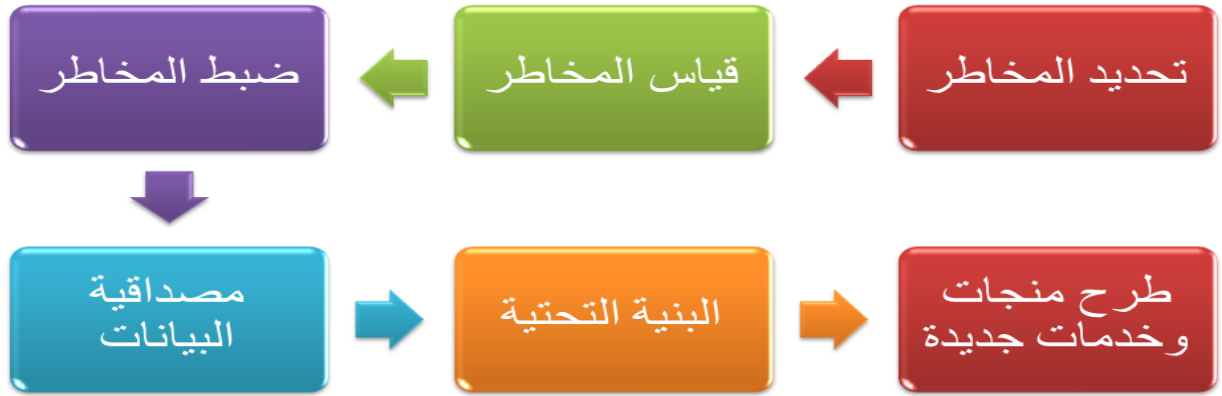 تحديد المخاطر
قياس المخاطر
ضبط المخاطر
مصداقية
البيانات
البنية التحتية
طرح منجات
وخدمات جديدة